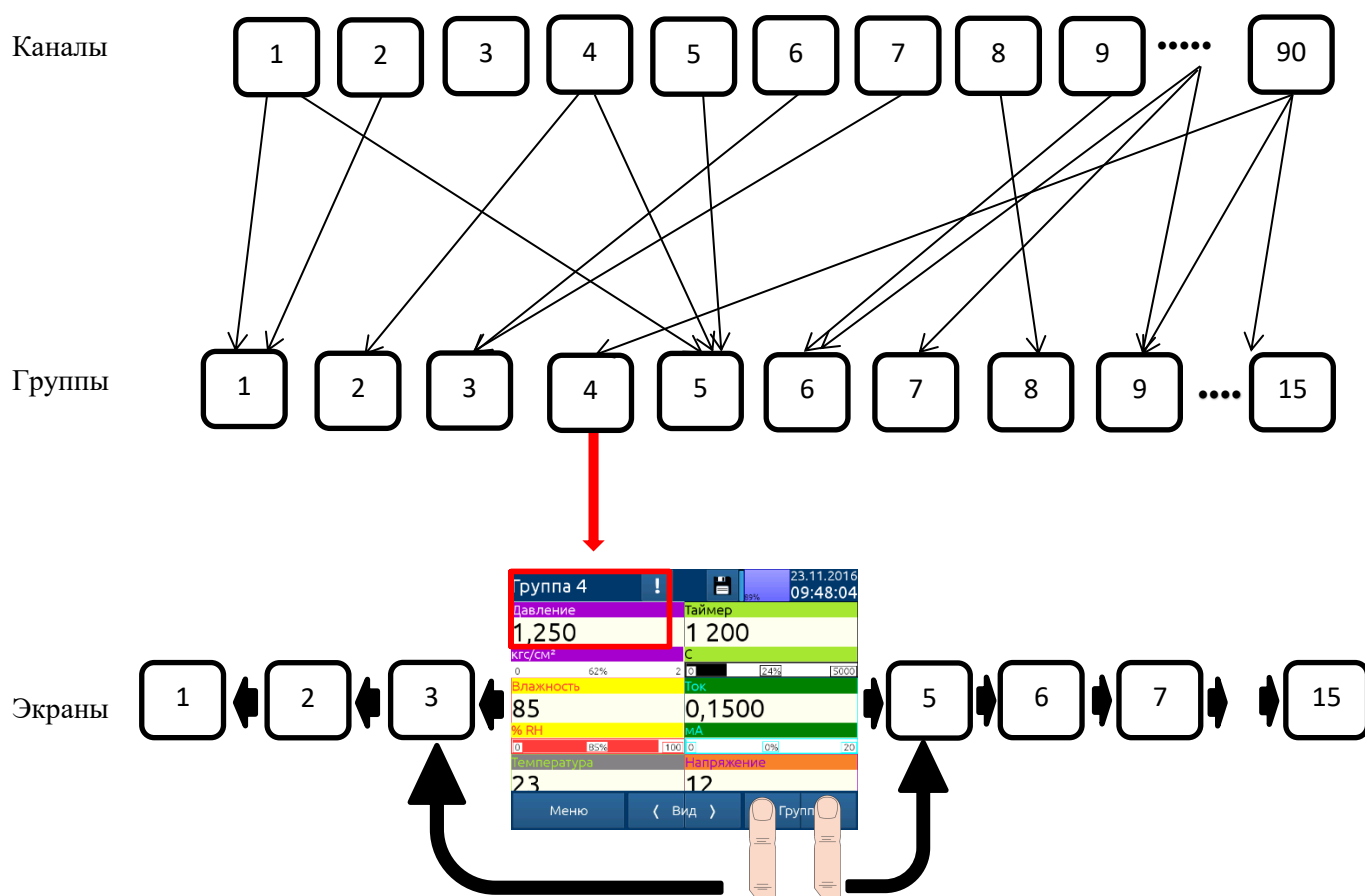 Каналы 1 2 3 4 5 6 7 8 9 ••••• 90
Группы 1 2 3 4 5 6 7 8 9 •••• 15
Группа 4 ! 89% 23.11.2016
09:48:04
Давление Таймер
1,250 1 200
кгс/см² С
0 62% 2 0 24% 5000
Экраны 1 2 3 5 6 7 15
Влажность Ток
85 0,1500
% RH мА
0 85% 100 0 0% 20
Температура Напряжение
23 12
Меню ⟨ Вид ⟩